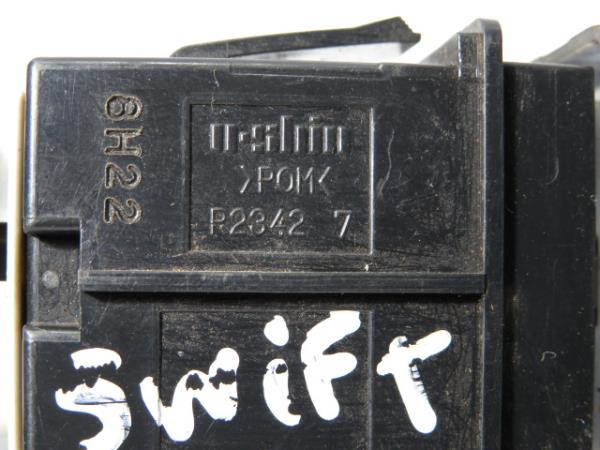 8H22
u-shin
>POM<
R2342 7
SWiFT